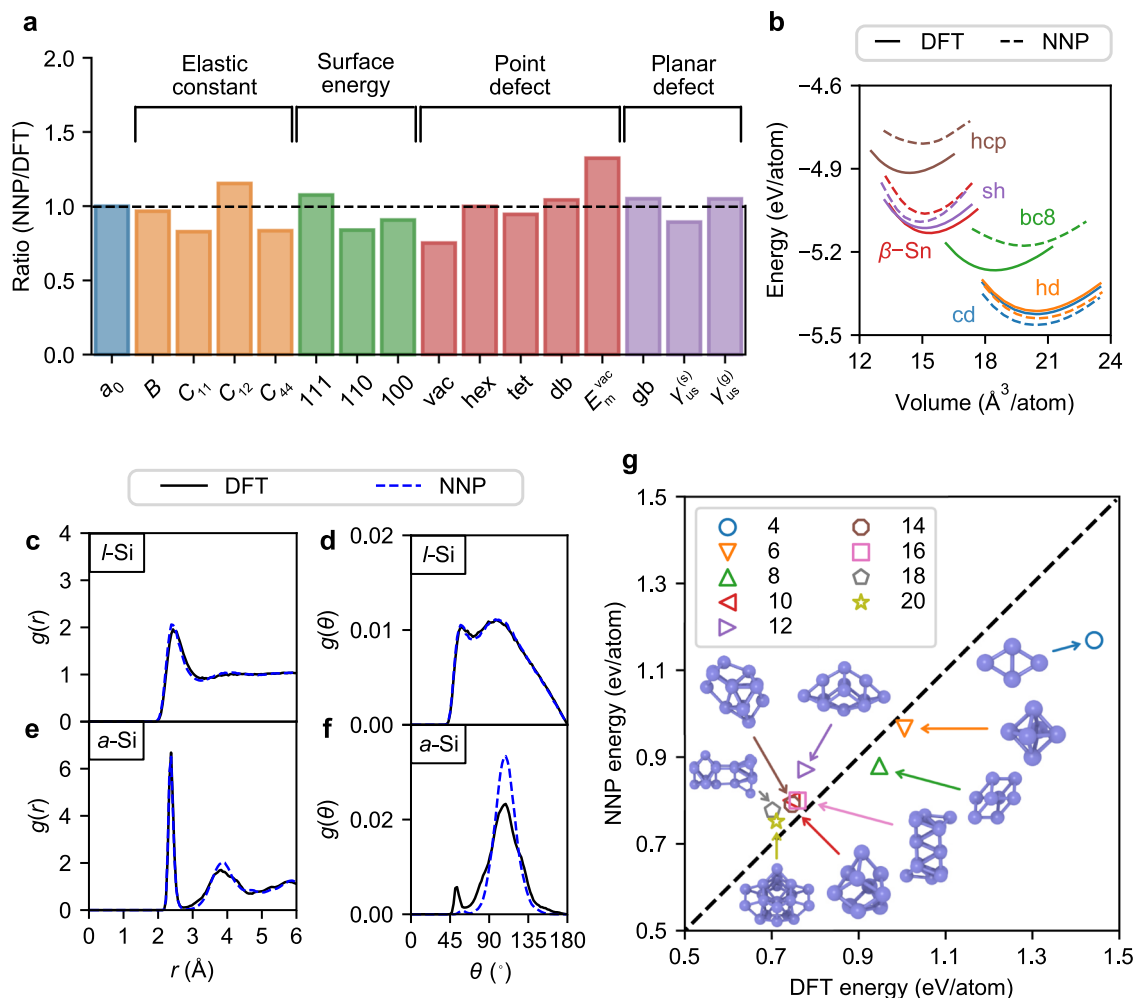 a
2.0
1.5
1.0
0.5
0.0
Ratio (NNP/DFT)
Elastic
constant
Surface
energy
Point
defect
Planar
defect
a₀
B
C₁₁
C₁₂
C₄₄
111
110
100
vac
hex
tet
db
Eₘᵛᵃᶜ
gb
γᵤₛ⁽ˢ⁾
γᵤₛ⁽ᵍ⁾
b
DFT
NNP
−4.6
−4.9
−5.2
−5.5
Energy (eV/atom)
hcp
sh
bc8
β−Sn
hd
cd
12 15 18 21 24
Volume (Å³/atom)
DFT
NNP
c
l-Si
4
3
2
1
0
g(r)
d
l-Si
0.02
0.01
0.00
g(θ)
e
a-Si
6
4
2
0
g(r)
0 1 2 3 4 5 6
r (Å)
f
a-Si
0.02
0.00
g(θ)
0 45 90 135 180
θ (°)
g
1.5
1.3
1.1
0.9
0.7
0.5
NNP energy (ev/atom)
4
6
8
10
12
14
16
18
20
0.5 0.7 0.9 1.1 1.3 1.5
DFT energy (eV/atom)